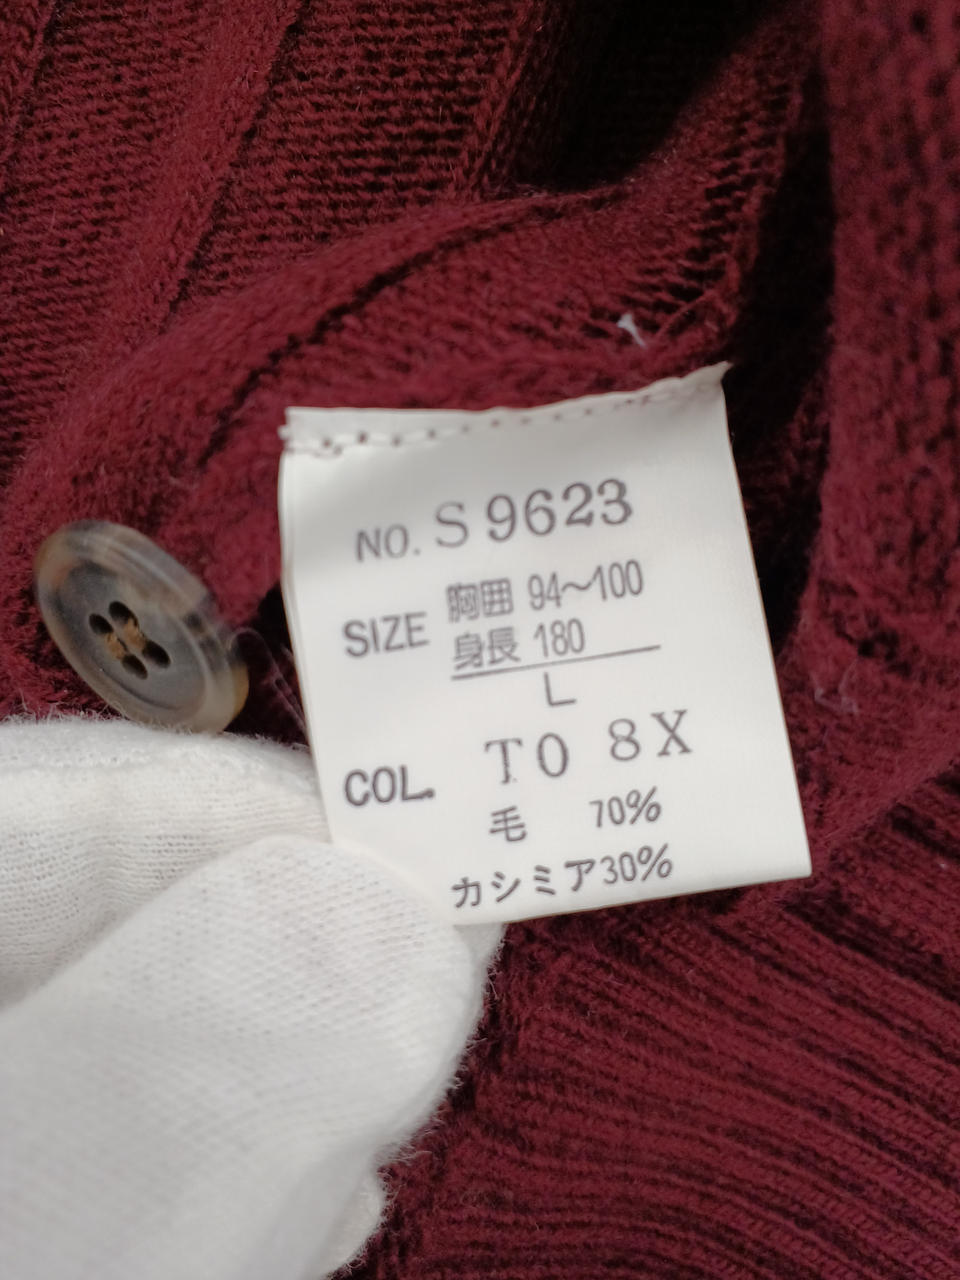 NO. S 9623
SIZE 胸囲 94～100
身長 180
L
COL. TO 8X
毛 70%
カシミア30%